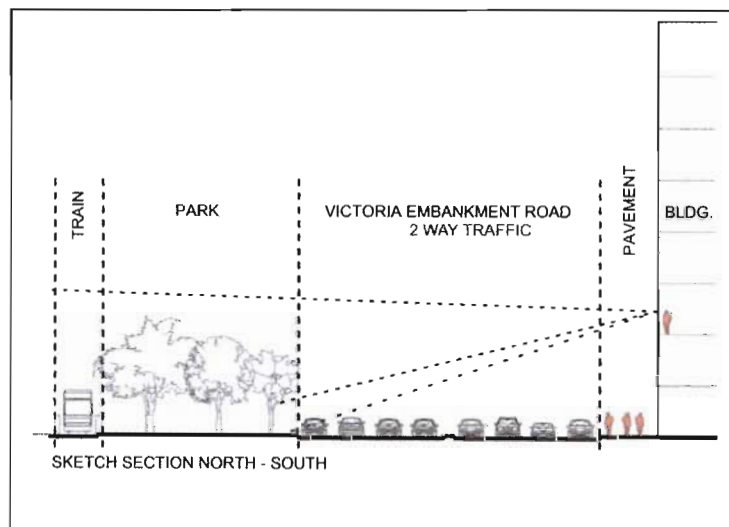 TRAIN
PARK
VICTORIA EMBANKMENT ROAD
2 WAY TRAFFIC
PAVEMENT
BLDG.
SKETCH SECTION NORTH - SOUTH